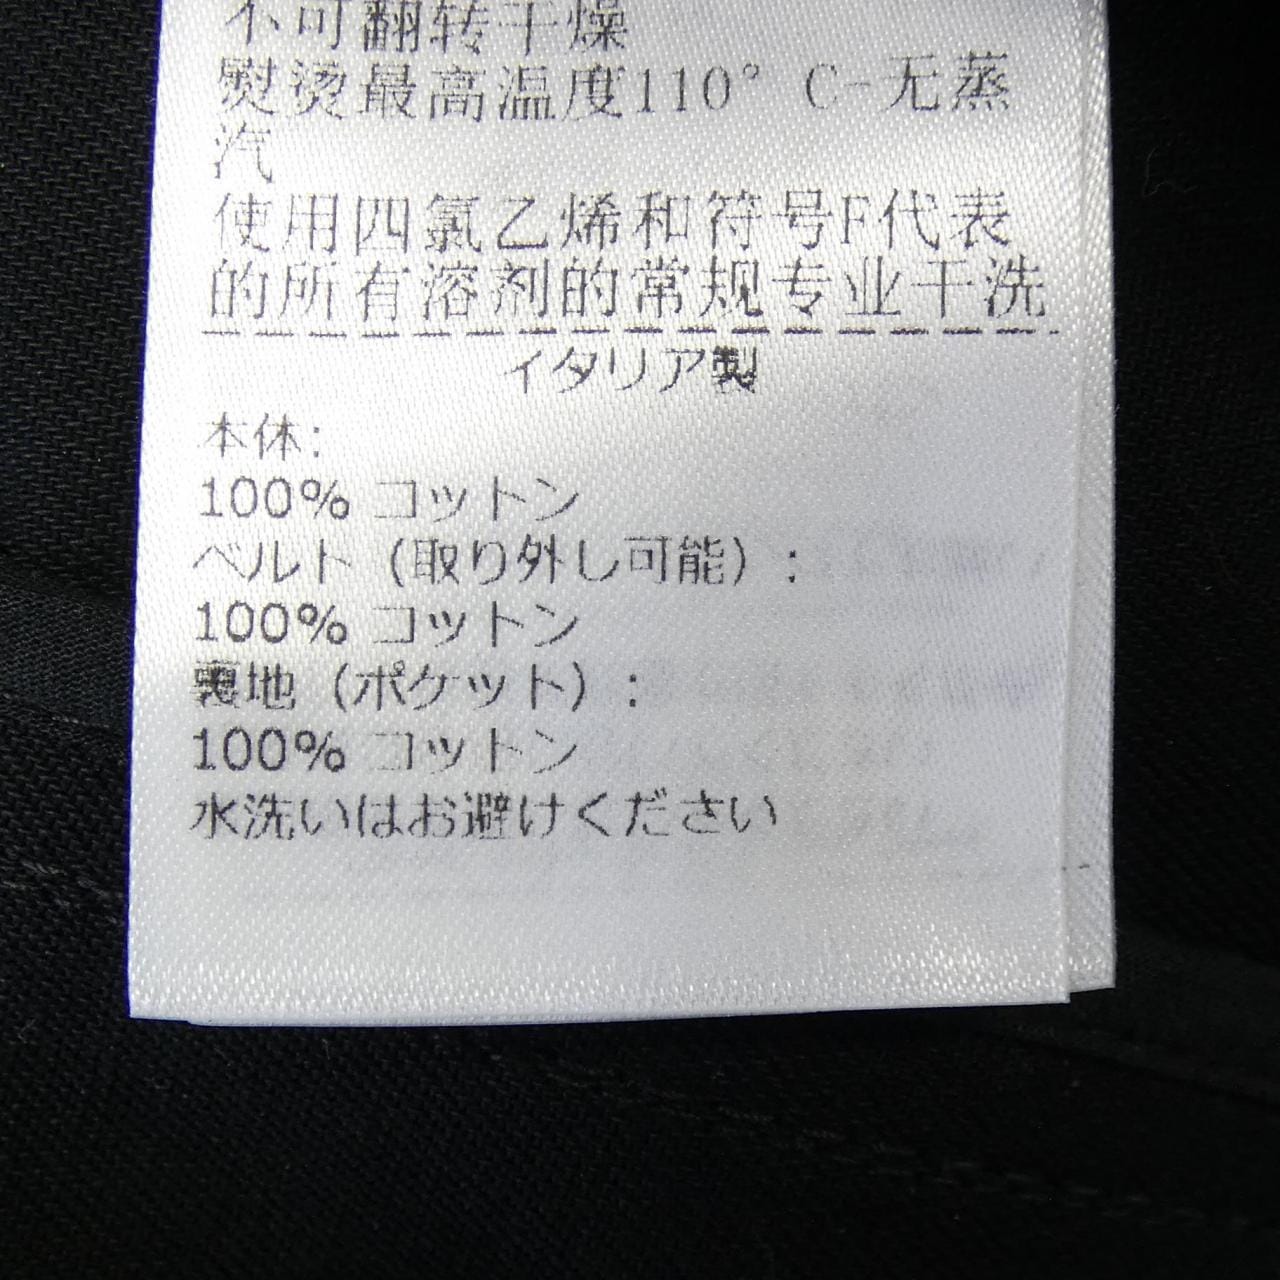 不可翻转干燥
熨烫最高温度110°C-无蒸
汽
使用四氯乙烯和符号F代表
的所有溶剂的常规专业干洗
イタリア製
本体:
100% コットン
ベルト（取り外し可能）:
100% コットン
裏地（ポケット）:
100% コットン
水洗いはお避けください